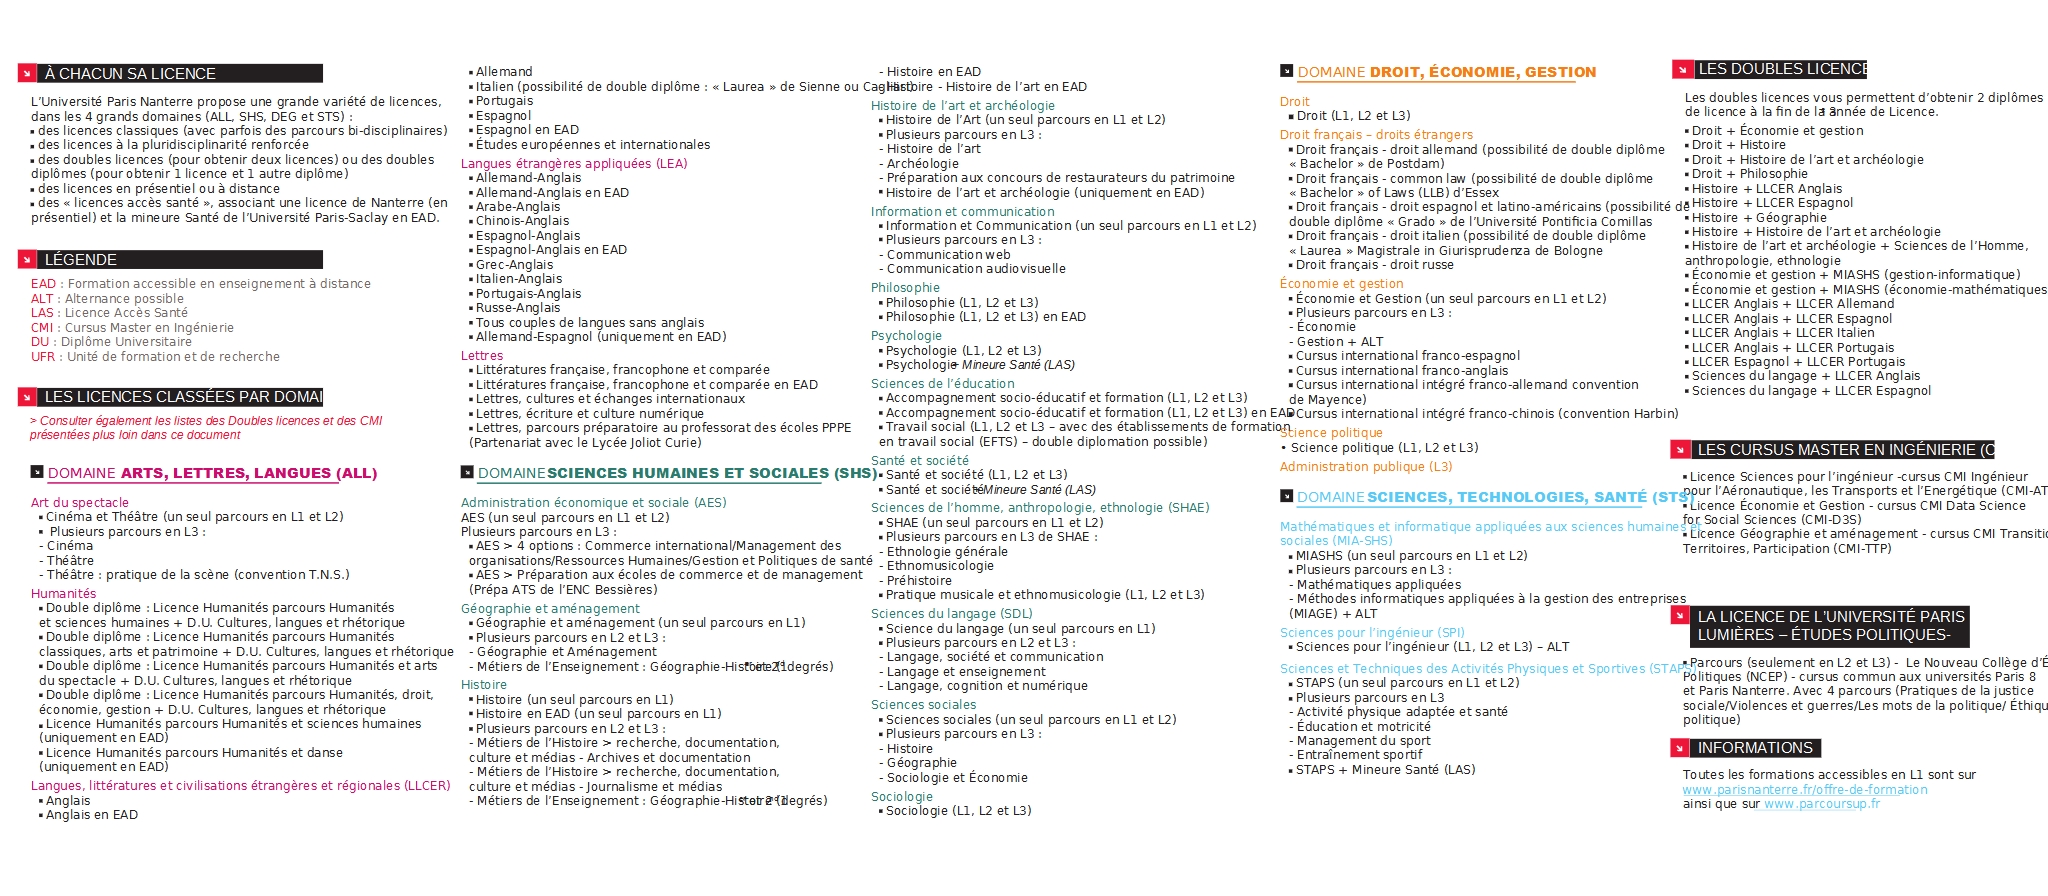 À CHACUN SA LICENCE
L’Université Paris Nanterre propose une grande variété de licences,
dans les 4 grands domaines (ALL, SHS, DEG et STS) :
▪ des licences classiques (avec parfois des parcours bi-disciplinaires)
▪ des licences à la pluridisciplinarité renforcée
▪ des doubles licences (pour obtenir deux licences) ou des doubles
diplômes (pour obtenir 1 licence et 1 autre diplôme)
▪ des licences en présentiel ou à distance
▪ des « licences accès santé », associant une licence de Nanterre (en
présentiel) et la mineure Santé de l’Université Paris-Saclay en EAD.
LÉGENDE
EAD : Formation accessible en enseignement à distance
ALT : Alternance possible
LAS : Licence Accès Santé
CMI : Cursus Master en Ingénierie
DU : Diplôme Universitaire
UFR : Unité de formation et de recherche
LES LICENCES CLASSÉES PAR DOMAI
> Consulter également les listes des Doubles licences et des CMI
présentées plus loin dans ce document
DOMAINE ARTS, LETTRES, LANGUES (ALL)
Art du spectacle
▪ Cinéma et Théâtre (un seul parcours en L1 et L2)
▪ Plusieurs parcours en L3 :
- Cinéma
- Théâtre
- Théâtre : pratique de la scène (convention T.N.S.)
Humanités
▪ Double diplôme : Licence Humanités parcours Humanités
et sciences humaines + D.U. Cultures, langues et rhétorique
▪ Double diplôme : Licence Humanités parcours Humanités
classiques, arts et patrimoine + D.U. Cultures, langues et rhétorique
▪ Double diplôme : Licence Humanités parcours Humanités et arts
du spectacle + D.U. Cultures, langues et rhétorique
▪ Double diplôme : Licence Humanités parcours Humanités, droit,
économie, gestion + D.U. Cultures, langues et rhétorique
▪ Licence Humanités parcours Humanités et sciences humaines
(uniquement en EAD)
▪ Licence Humanités parcours Humanités et danse
(uniquement en EAD)
Langues, littératures et civilisations étrangères et régionales (LLCER)
▪ Anglais
▪ Anglais en EAD
▪ Allemand
▪ Italien (possibilité de double diplôme : « Laurea » de Sienne ou Cagliari)
▪ Portugais
▪ Espagnol
▪ Espagnol en EAD
▪ Études européennes et internationales
Langues étrangères appliquées (LEA)
▪ Allemand-Anglais
▪ Allemand-Anglais en EAD
▪ Arabe-Anglais
▪ Chinois-Anglais
▪ Espagnol-Anglais
▪ Espagnol-Anglais en EAD
▪ Grec-Anglais
▪ Italien-Anglais
▪ Portugais-Anglais
▪ Russe-Anglais
▪ Tous couples de langues sans anglais
▪ Allemand-Espagnol (uniquement en EAD)
Lettres
▪ Littératures française, francophone et comparée
▪ Littératures française, francophone et comparée en EAD
▪ Lettres, cultures et échanges internationaux
▪ Lettres, écriture et culture numérique
▪ Lettres, parcours préparatoire au professorat des écoles PPPE
(Partenariat avec le Lycée Joliot Curie)
DOMAINE SCIENCES HUMAINES ET SOCIALES (SHS)
Administration économique et sociale (AES)
AES (un seul parcours en L1 et L2)
Plusieurs parcours en L3 :
▪ AES > 4 options : Commerce international/Management des
organisations/Ressources Humaines/Gestion et Politiques de santé
▪ AES > Préparation aux écoles de commerce et de management
(Prépa ATS de l’ENC Bessières)
Géographie et aménagement
▪ Géographie et aménagement (un seul parcours en L1)
▪ Plusieurs parcours en L2 et L3 :
- Géographie et Aménagement
- Métiers de l’Enseignement : Géographie-Histoire (1 et 2 degrés)
Histoire
▪ Histoire (un seul parcours en L1)
▪ Histoire en EAD (un seul parcours en L1)
▪ Plusieurs parcours en L2 et L3 :
- Métiers de l’Histoire > recherche, documentation,
culture et médias - Archives et documentation
- Métiers de l’Histoire > recherche, documentation,
culture et médias - Journalisme et médias
- Métiers de l’Enseignement : Géographie-Histoire (1 et 2 degrés)
- Histoire en EAD
- Histoire - Histoire de l’art en EAD
Histoire de l’art et archéologie
▪ Histoire de l’Art (un seul parcours en L1 et L2)
▪ Plusieurs parcours en L3 :
- Histoire de l’art
- Archéologie
- Préparation aux concours de restaurateurs du patrimoine
▪ Histoire de l’art et archéologie (uniquement en EAD)
Information et communication
▪ Information et Communication (un seul parcours en L1 et L2)
▪ Plusieurs parcours en L3 :
- Communication web
- Communication audiovisuelle
Philosophie
▪ Philosophie (L1, L2 et L3)
▪ Philosophie (L1, L2 et L3) en EAD
Psychologie
▪ Psychologie (L1, L2 et L3)
▪ Psychologie + Mineure Santé (LAS)
Sciences de l’éducation
▪ Accompagnement socio-éducatif et formation (L1, L2 et L3)
▪ Accompagnement socio-éducatif et formation (L1, L2 et L3) en EAD
▪ Travail social (L1, L2 et L3 – avec des établissements de formation
en travail social (EFTS) – double diplomation possible)
Santé et société
▪ Santé et société (L1, L2 et L3)
▪ Santé et société + Mineure Santé (LAS)
Sciences de l’homme, anthropologie, ethnologie (SHAE)
▪ SHAE (un seul parcours en L1 et L2)
▪ Plusieurs parcours en L3 de SHAE :
- Ethnologie générale
- Ethnomusicologie
- Préhistoire
▪ Pratique musicale et ethnomusicologie (L1, L2 et L3)
Sciences du langage (SDL)
▪ Science du langage (un seul parcours en L1)
▪ Plusieurs parcours en L2 et L3 :
- Langage, société et communication
- Langage et enseignement
- Langage, cognition et numérique
Sciences sociales
▪ Sciences sociales (un seul parcours en L1 et L2)
▪ Plusieurs parcours en L3 :
- Histoire
- Géographie
- Sociologie et Économie
Sociologie
▪ Sociologie (L1, L2 et L3)
DOMAINE DROIT, ÉCONOMIE, GESTION
Droit
▪ Droit (L1, L2 et L3)
Droit français – droits étrangers
▪ Droit français - droit allemand (possibilité de double diplôme
« Bachelor » de Postdam)
▪ Droit français - common law (possibilité de double diplôme
« Bachelor » of Laws (LLB) d’Essex
▪ Droit français - droit espagnol et latino-américains (possibilité de
double diplôme « Grado » de l’Université Pontificia Comillas
▪ Droit français - droit italien (possibilité de double diplôme
« Laurea » Magistrale in Giurisprudenza de Bologne
▪ Droit français - droit russe
Économie et gestion
▪ Économie et Gestion (un seul parcours en L1 et L2)
▪ Plusieurs parcours en L3 :
- Économie
- Gestion + ALT
▪ Cursus international franco-espagnol
▪ Cursus international franco-anglais
▪ Cursus international intégré franco-allemand convention
de Mayence)
▪ Cursus international intégré franco-chinois (convention Harbin)
Science politique
• Science politique (L1, L2 et L3)
Administration publique (L3)
DOMAINE SCIENCES, TECHNOLOGIES, SANTÉ (STS)
Mathématiques et informatique appliquées aux sciences humaines et
sociales (MIA-SHS)
▪ MIASHS (un seul parcours en L1 et L2)
▪ Plusieurs parcours en L3 :
- Mathématiques appliquées
- Méthodes informatiques appliquées à la gestion des entreprises
(MIAGE) + ALT
Sciences pour l’ingénieur (SPI)
▪ Sciences pour l’ingénieur (L1, L2 et L3) – ALT
Sciences et Techniques des Activités Physiques et Sportives (STAPS)
▪ STAPS (un seul parcours en L1 et L2)
▪ Plusieurs parcours en L3
- Activité physique adaptée et santé
- Éducation et motricité
- Management du sport
- Entraînement sportif
▪ STAPS + Mineure Santé (LAS)
LES DOUBLES LICENCE
Les doubles licences vous permettent d’obtenir 2 diplômes
de licence à la fin de la 3 année de Licence.
▪ Droit + Économie et gestion
▪ Droit + Histoire
▪ Droit + Histoire de l’art et archéologie
▪ Droit + Philosophie
▪ Histoire + LLCER Anglais
▪ Histoire + LLCER Espagnol
▪ Histoire + Géographie
▪ Histoire + Histoire de l’art et archéologie
▪ Histoire de l’art et archéologie + Sciences de l’Homme,
anthropologie, ethnologie
▪ Économie et gestion + MIASHS (gestion-informatique)
▪ Économie et gestion + MIASHS (économie-mathématiques
▪ LLCER Anglais + LLCER Allemand
▪ LLCER Anglais + LLCER Espagnol
▪ LLCER Anglais + LLCER Italien
▪ LLCER Anglais + LLCER Portugais
▪ LLCER Espagnol + LLCER Portugais
▪ Sciences du langage + LLCER Anglais
▪ Sciences du langage + LLCER Espagnol
LES CURSUS MASTER EN INGÉNIERIE (C
▪ Licence Sciences pour l’ingénieur -cursus CMI Ingénieur
pour l’Aéronautique, les Transports et l’Energétique (CMI-AT
▪ Licence Économie et Gestion - cursus CMI Data Science
for Social Sciences (CMI-D3S)
▪ Licence Géographie et aménagement - cursus CMI Transitio
Territoires, Participation (CMI-TTP)
LA LICENCE DE L’UNIVERSITÉ PARIS
LUMIÈRES – ÉTUDES POLITIQUES-
▪ Parcours (seulement en L2 et L3) - Le Nouveau Collège d’É
Politiques (NCEP) - cursus commun aux universités Paris 8
et Paris Nanterre. Avec 4 parcours (Pratiques de la justice
sociale/Violences et guerres/Les mots de la politique/ Éthiqu
politique)
INFORMATIONS
Toutes les formations accessibles en L1 sont sur
www.parisnanterre.fr/offre-de-formation
ainsi que sur www.parcoursup.fr